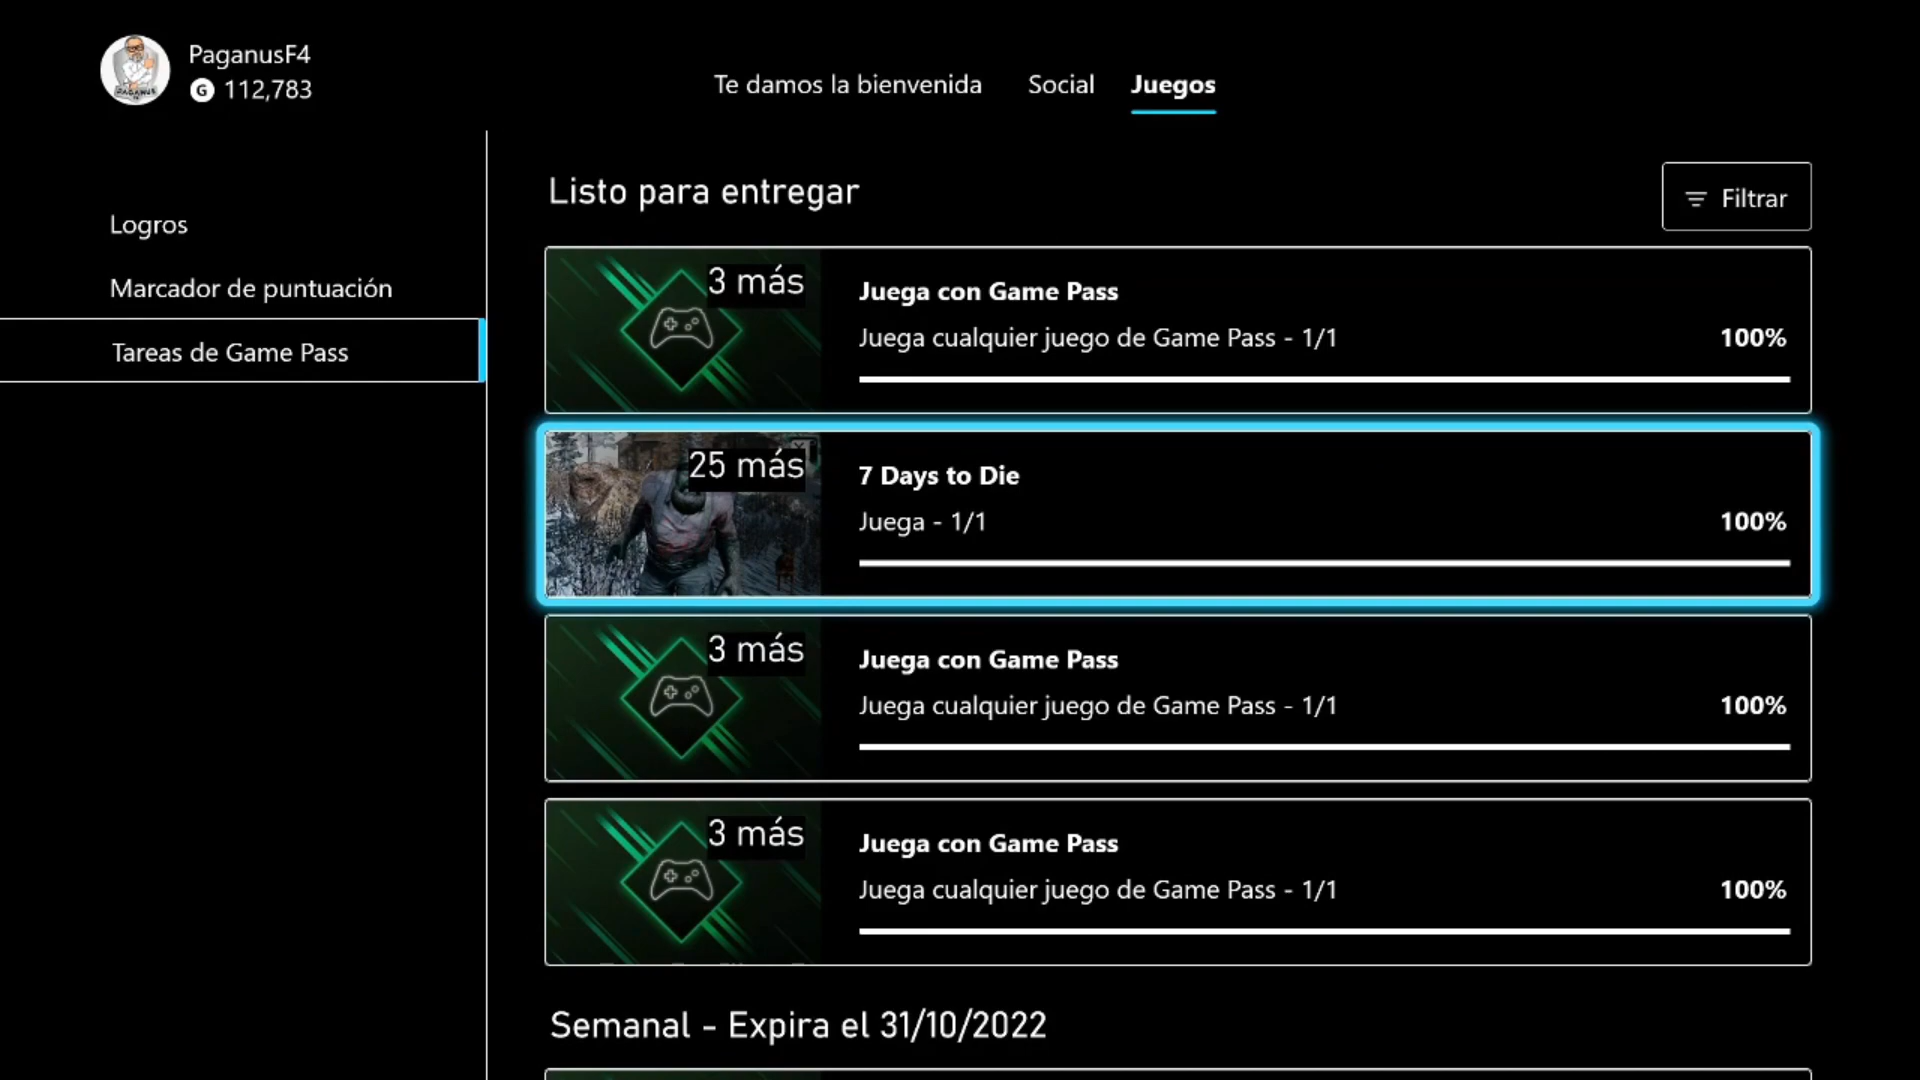 PaganusF4
G 112,783
Te damos la bienvenida
Social
Juegos
Logros
Marcador de puntuación
Tareas de Game Pass
Listo para entregar
Filtrar
3 más
Juega con Game Pass
Juega cualquier juego de Game Pass - 1/1
100%
25 más
7 Days to Die
Juega - 1/1
100%
3 más
Juega con Game Pass
Juega cualquier juego de Game Pass - 1/1
100%
3 más
Juega con Game Pass
Juega cualquier juego de Game Pass - 1/1
100%
Semanal - Expira el 31/10/2022